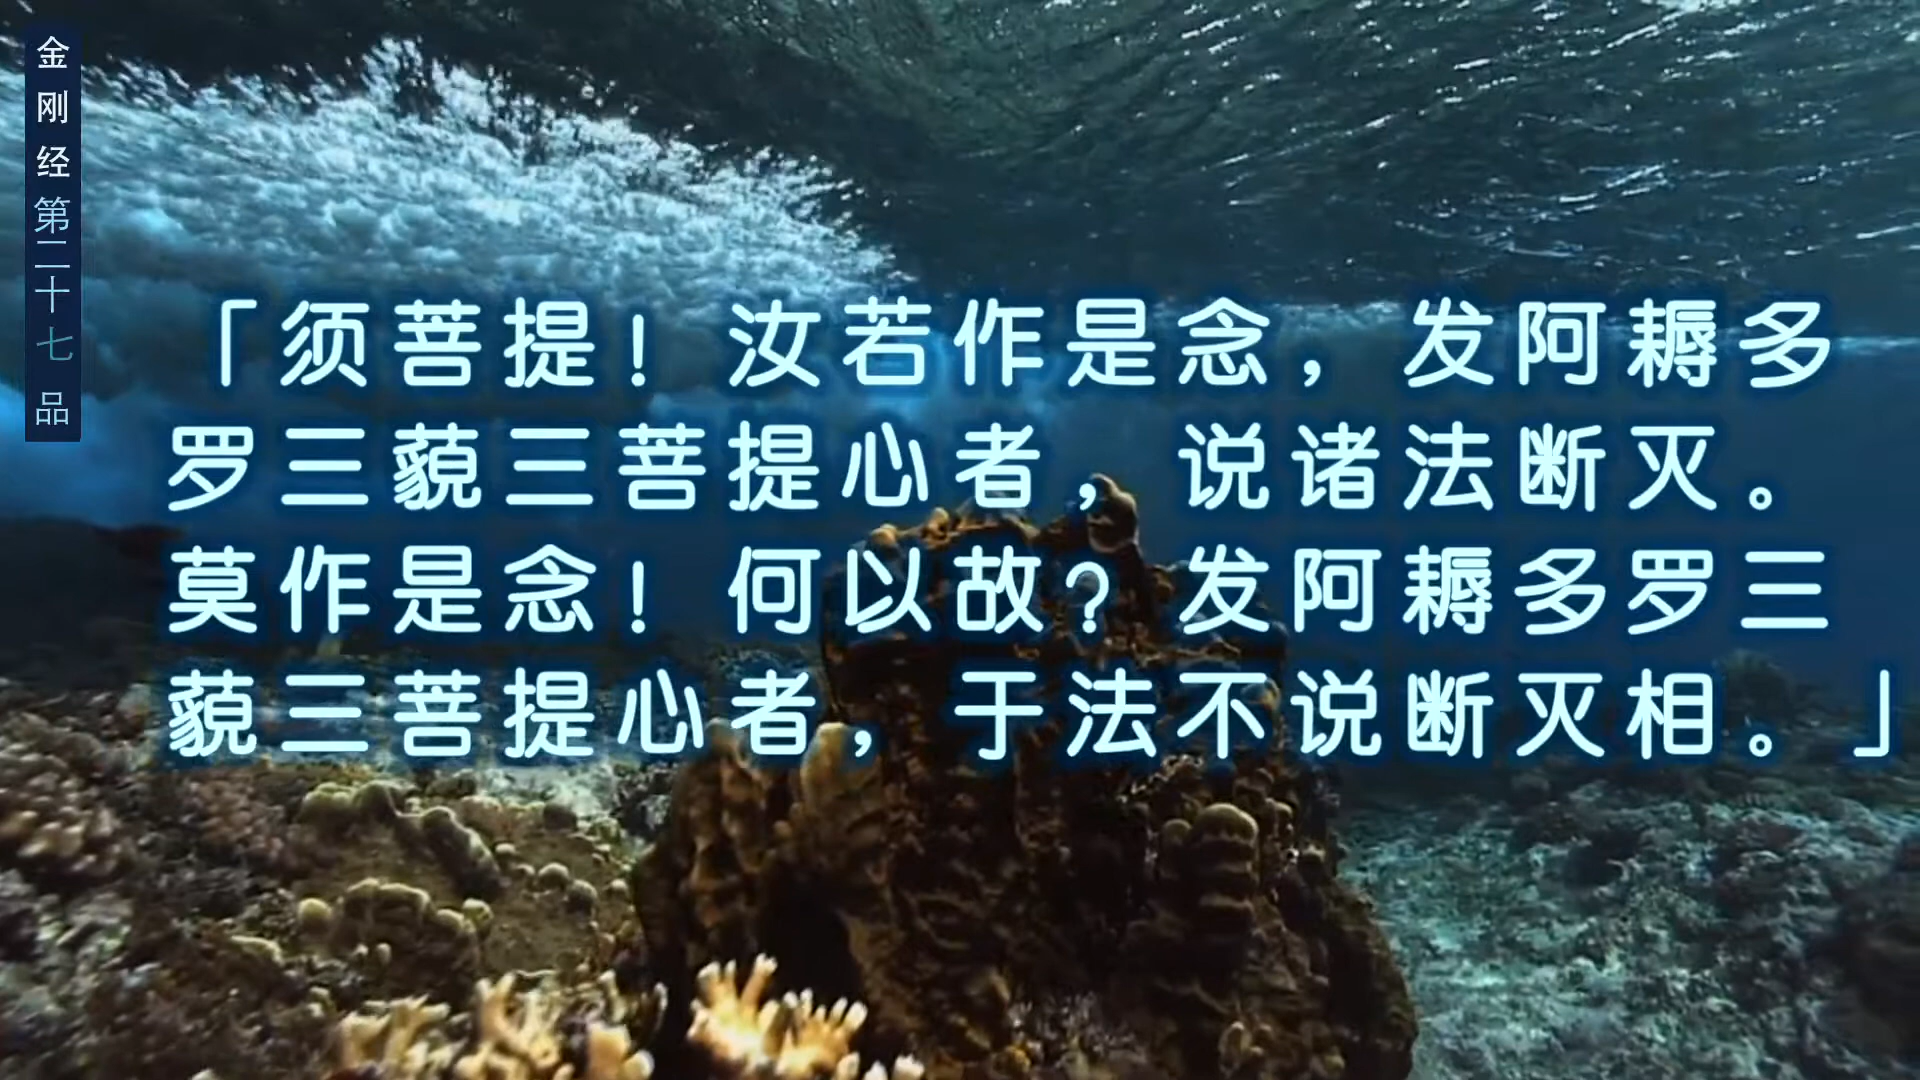 金刚经第二十七品
「须菩提！汝若作是念，发阿耨多
罗三藐三菩提心者，说诸法断灭。
莫作是念！何以故？发阿耨多罗三
藐三菩提心者，于法不说断灭相。」